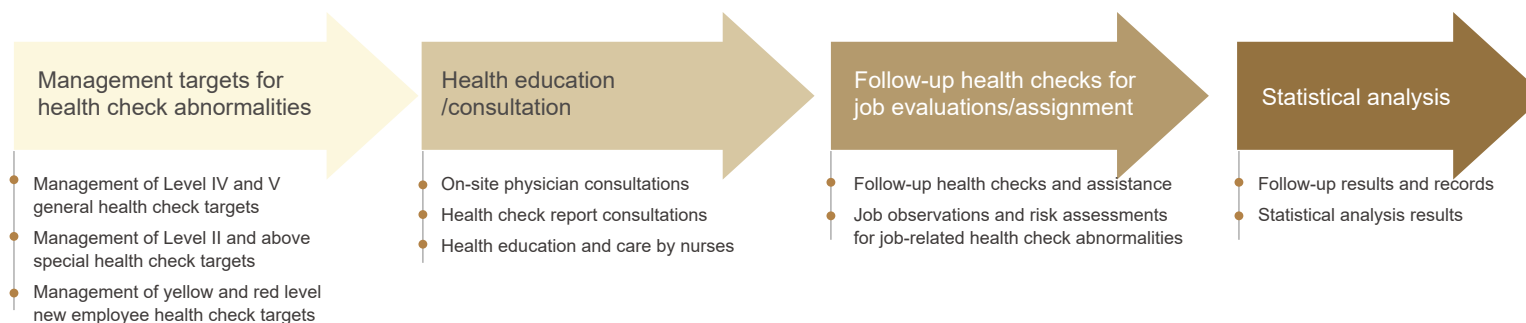 Management targets for
health check abnormalities
Management of Level IV and V
general health check targets
Management of Level II and above
special health check targets
Management of yellow and red level
new employee health check targets
Health education
/consultation
On-site physician consultations
Health check report consultations
Health education and care by nurses
Follow-up health checks for
job evaluations/assignment
Follow-up health checks and assistance
Job observations and risk assessments
for job-related health check abnormalities
Statistical analysis
Follow-up results and records
Statistical analysis results